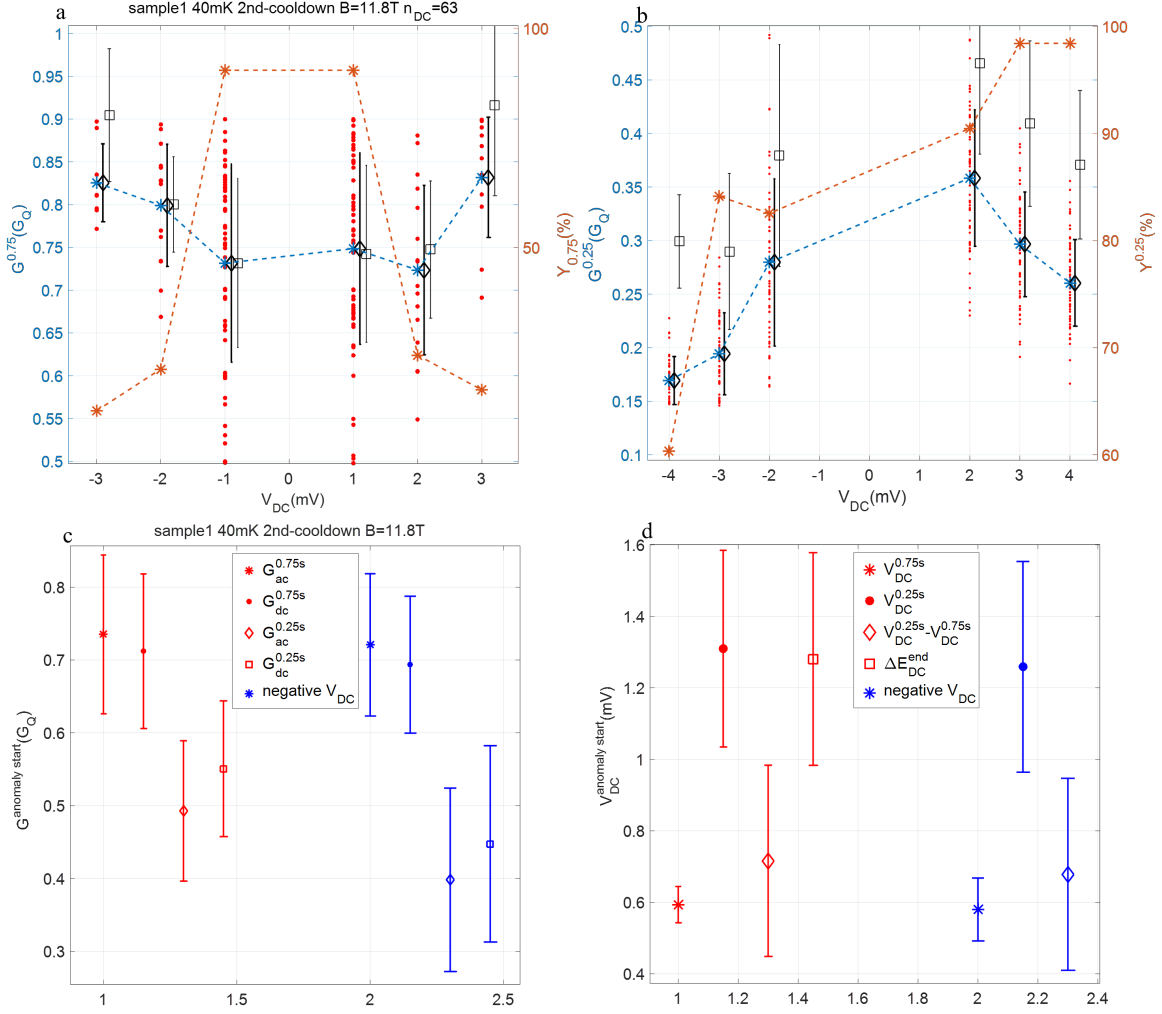 a
sample1 40mK 2nd-cooldown B=11.8T n_DC=63
1
0.95
0.9
0.85
0.8
0.75
0.7
0.65
0.6
0.55
0.5
G^0.75(G_Q)
100
50
Y_0.75(%)
-3 -2 -1 0 1 2 3
V_DC(mV)
b
0.5
0.45
0.4
0.35
0.3
0.25
0.2
0.15
0.1
G^0.25(G_Q)
100
90
80
70
60
Y^0.25(%)
-4 -3 -2 -1 0 1 2 3 4
V_DC(mV)
c
sample1 40mK 2nd-cooldown B=11.8T
0.8
0.7
0.6
0.5
0.4
0.3
G^anomaly start(G_Q)
G_ac^0.75s
G_dc^0.75s
G_ac^0.25s
G_dc^0.25s
negative V_DC
1 1.5 2 2.5
d
1.6
1.4
1.2
1
0.8
0.6
0.4
V_DC^anomaly start(mV)
V_DC^0.75s
V_DC^0.25s
V_DC^0.25s-V_DC^0.75s
ΔE_DC^end
negative V_DC
1 1.2 1.4 1.6 1.8 2 2.2 2.4